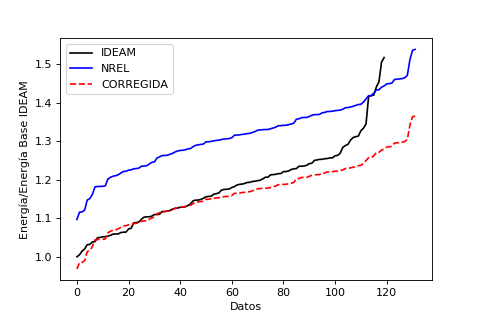 IDEAM
NREL
CORREGIDA
Energía/Energía Base IDEAM
1.5
1.4
1.3
1.2
1.1
1.0
0 20 40 60 80 100 120
Datos